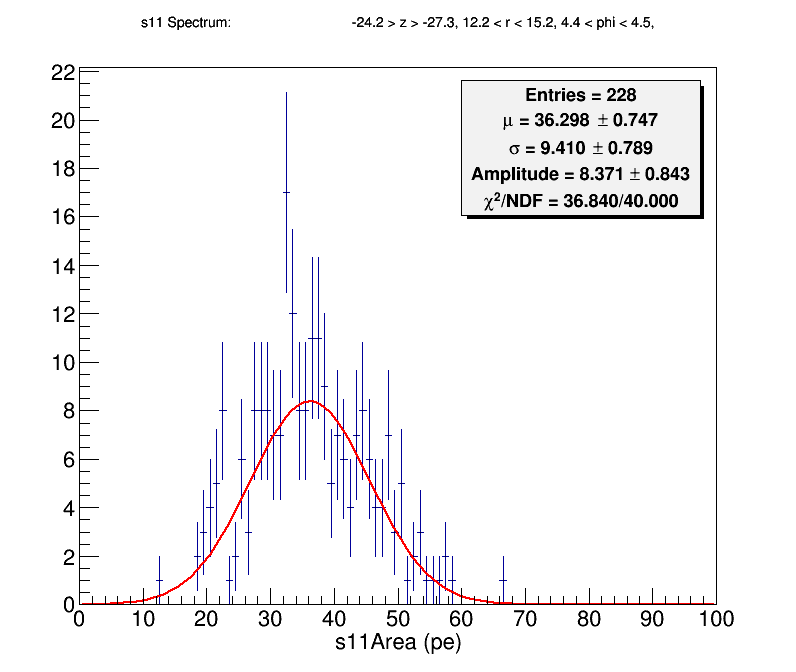 s11 Spectrum: -24.2 > z > -27.3, 12.2 < r < 15.2, 4.4 < phi < 4.5,
Entries = 228
μ = 36.298 ± 0.747
σ = 9.410 ± 0.789
Amplitude = 8.371 ± 0.843
χ²/NDF = 36.840/40.000
22
20
18
16
14
12
10
8
6
4
2
0
0 10 20 30 40 50 60 70 80 90 100
s11Area (pe)